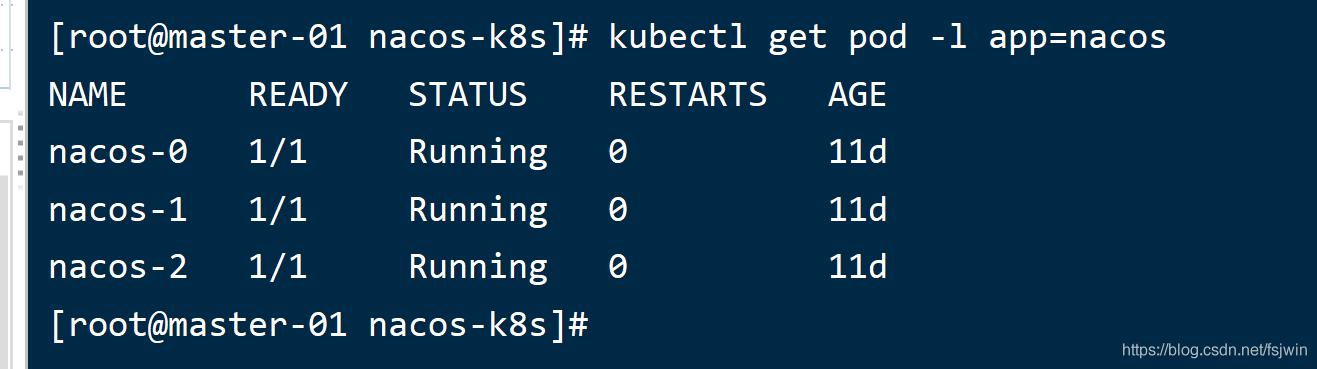 [root@master-01 nacos-k8s]# kubectl get pod -l app=nacos
NAME      READY   STATUS    RESTARTS   AGE
nacos-0   1/1     Running   0          11d
nacos-1   1/1     Running   0          11d
nacos-2   1/1     Running   0          11d
[root@master-01 nacos-k8s]#
https://blog.csdn.net/fsjwin